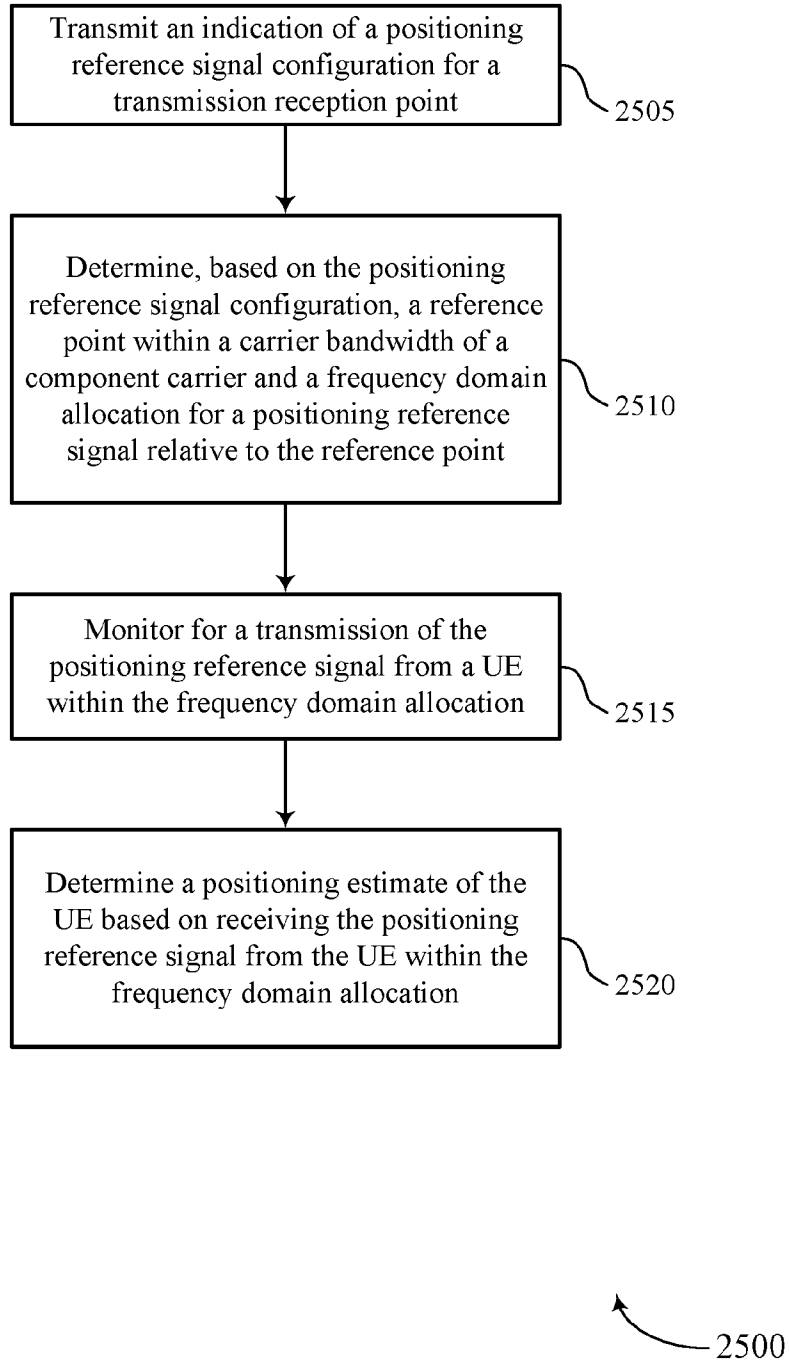 Transmit an indication of a positioning
reference signal configuration for a
transmission reception point
2505
Determine, based on the positioning
reference signal configuration, a reference
point within a carrier bandwidth of a
component carrier and a frequency domain
allocation for a positioning reference
signal relative to the reference point
2510
Monitor for a transmission of the
positioning reference signal from a UE
within the frequency domain allocation
2515
Determine a positioning estimate of the
UE based on receiving the positioning
reference signal from the UE within the
frequency domain allocation
2520
2500